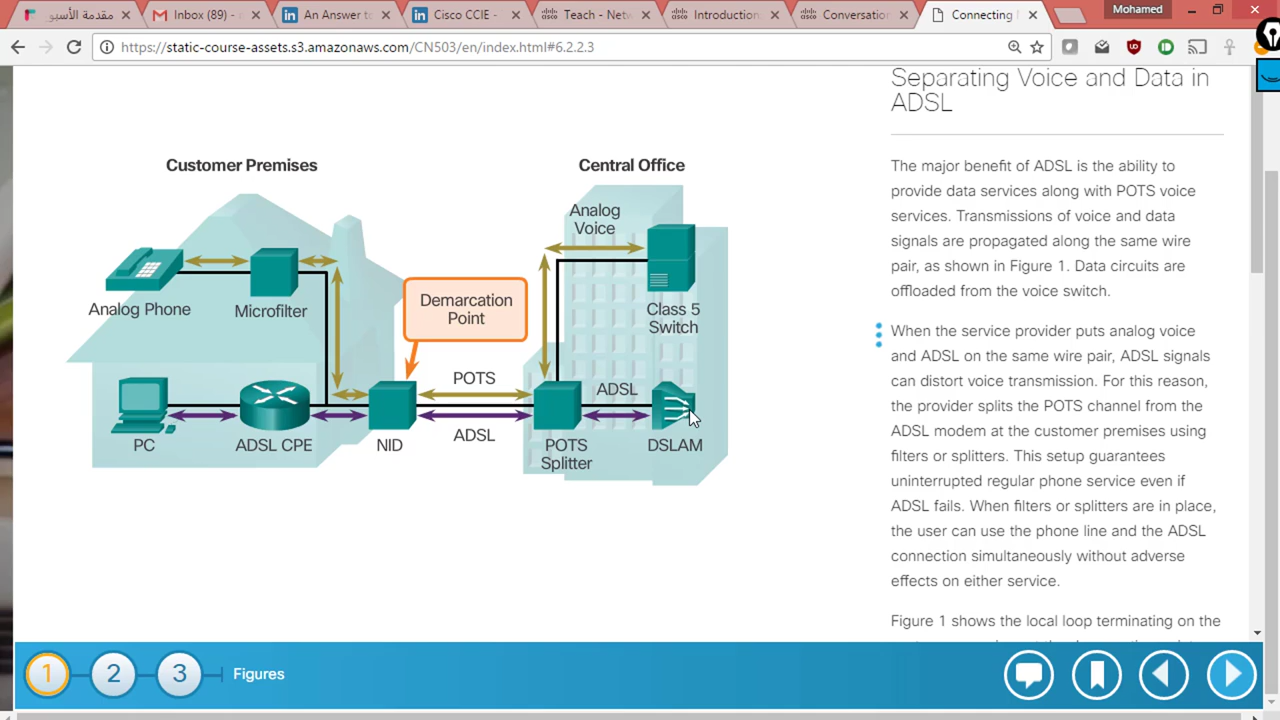 مقدمة الأسبو
Inbox (89) -
An Answer to
Cisco CCIE -
Teach - Netw
Introduction
Conversation
Connecting
Mohamed
https://static-course-assets.s3.amazonaws.com/CN503/en/index.html#6.2.2.3
Customer Premises
Central Office
Analog
Voice
Analog Phone
Microfilter
Demarcation
Point
Class 5
Switch
POTS
ADSL
PC
ADSL CPE
NID
ADSL
POTS
Splitter
DSLAM
Separating Voice and Data in
ADSL
The major benefit of ADSL is the ability to
provide data services along with POTS voice
services. Transmissions of voice and data
signals are propagated along the same wire
pair, as shown in Figure 1. Data circuits are
offloaded from the voice switch.
When the service provider puts analog voice
and ADSL on the same wire pair, ADSL signals
can distort voice transmission. For this reason,
the provider splits the POTS channel from the
ADSL modem at the customer premises using
filters or splitters. This setup guarantees
uninterrupted regular phone service even if
ADSL fails. When filters or splitters are in place,
the user can use the phone line and the ADSL
connection simultaneously without adverse
effects on either service.
Figure 1 shows the local loop terminating on the
1
2
3
Figures